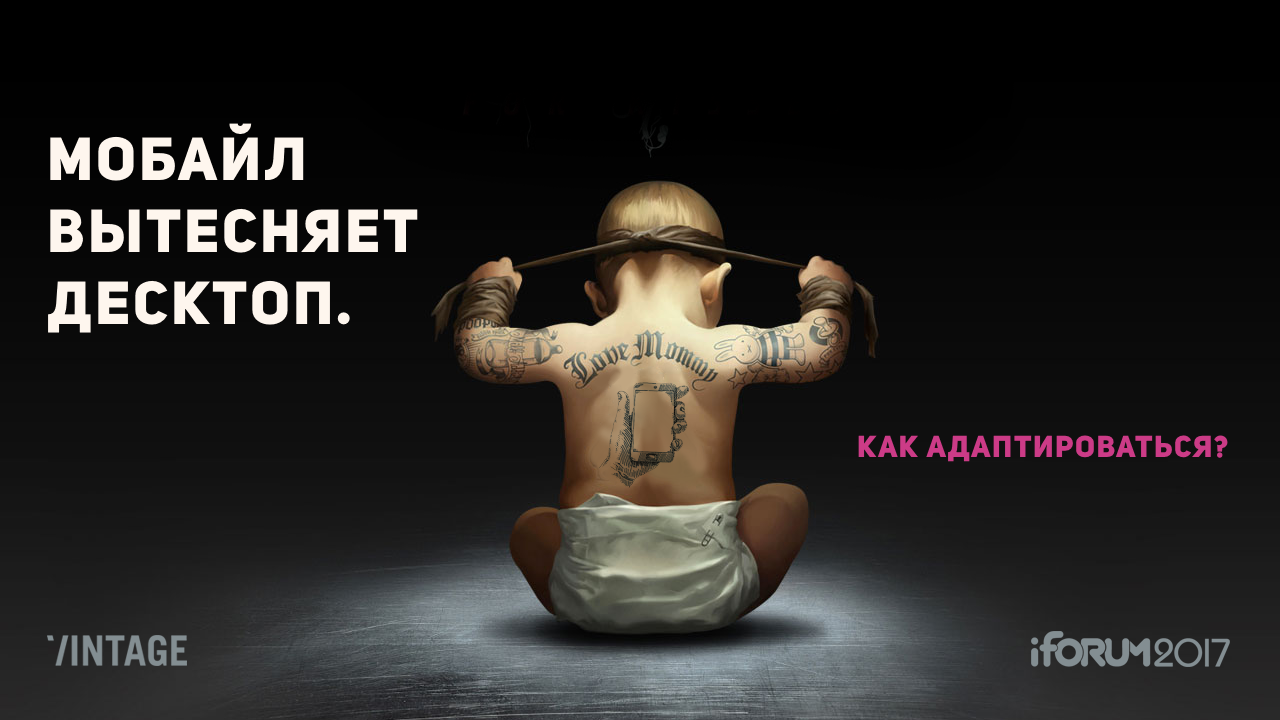 МОБАЙЛ
ВЫТЕСНЯЕТ
ДЕСКТОП.
Love Mommy
КАК АДАПТИРОВАТЬСЯ?
VINTAGE
iFORUM2017